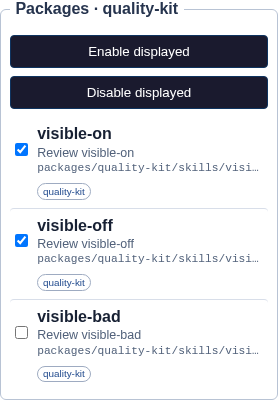 Packages · quality-kit
Enable displayed
Disable displayed
visible-on
Review visible-on
packages/quality-kit/skills/visi…
quality-kit
visible-off
Review visible-off
packages/quality-kit/skills/visi…
quality-kit
visible-bad
Review visible-bad
packages/quality-kit/skills/visi…
quality-kit